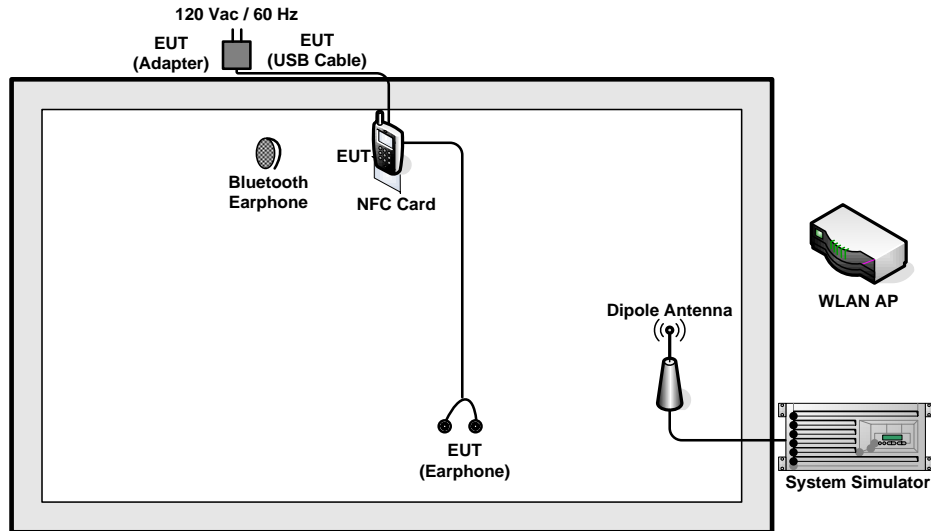 120 Vac / 60 Hz
EUT
(Adapter)
EUT
(USB Cable)
EUT
Bluetooth
Earphone
NFC Card
WLAN AP
Dipole Antenna
EUT
(Earphone)
System Simulator